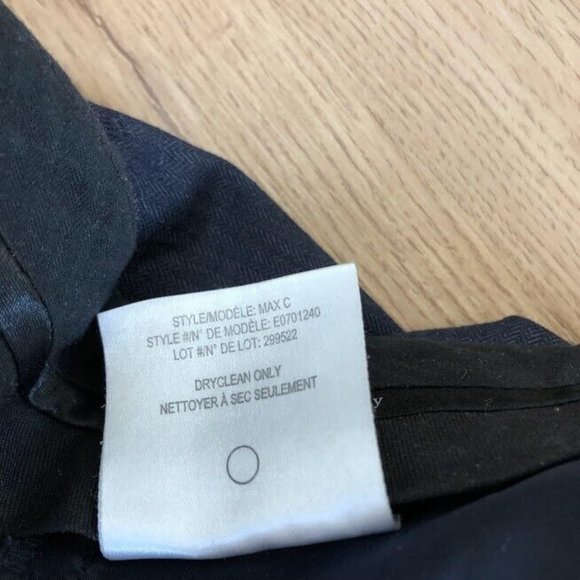 STYLE/MODÈLE: MAX C
STYLE #/N° DE MODÈLE: E0701240
LOT #/N° DE LOT: 299522
DRYCLEAN ONLY
NETTOYER À SEC SEULEMENT
y